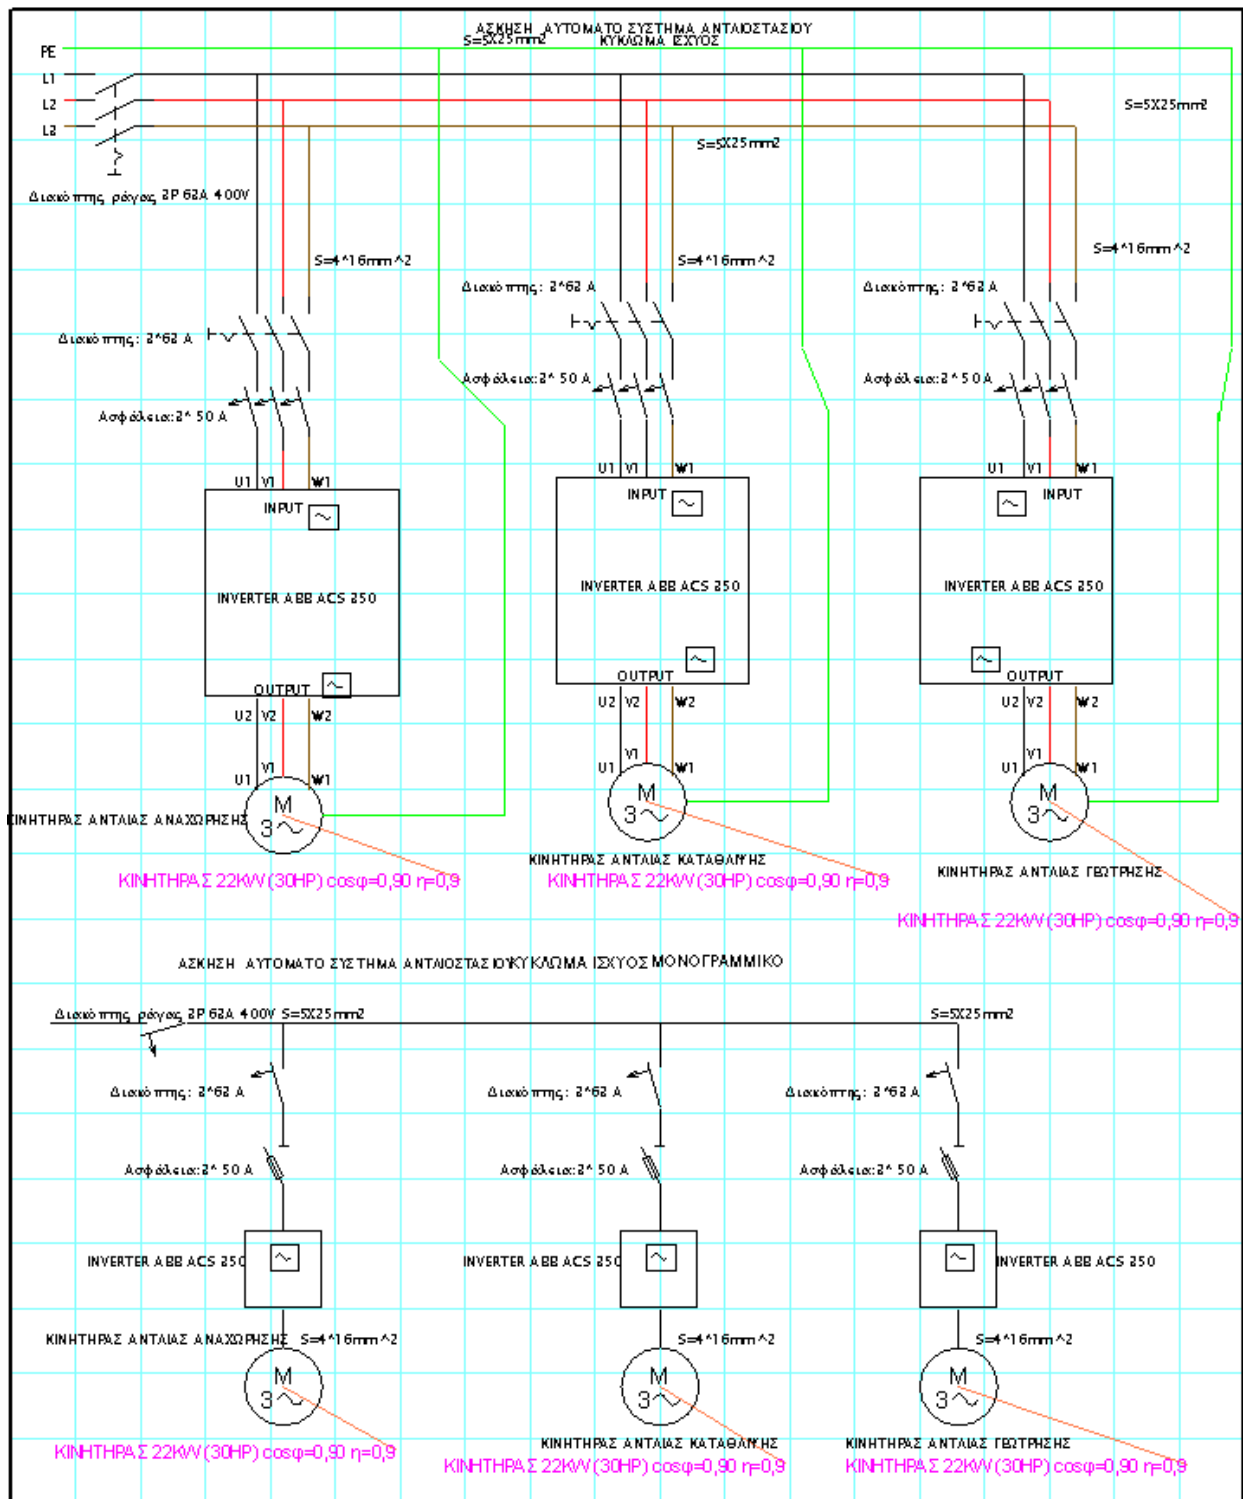 ΑΣΚΗΣΗ ΑΥΤΟΜΑΤΟ ΣΥΣΤΗΜΑ ΑΝΤΛΙΟΣΤΑΣΙΟΥ
S=5X25mm2
ΚΥΚΛΩΜΑ ΙΣΧΥΟΣ
PE
L1
L2
L3
S=5X25mm2
S=5X25mm2
Διακόπτης ράγας 3P 63A 400V
S=4*16mm^2
S=4*16mm^2
S=4^16mm^2
Διακόπτης: 3*63 A
Διακόπτης: 3*63 A
Διακόπτης: 3*63 A
Ασφάλεια:3* 50 A
Ασφάλεια:3* 50 A
Ασφάλεια:3* 50 A
U1 V1 W1
U1 V1 W1
U1 V1 W1
INPUT
INPUT
INPUT
INVERTER ABB ACS 350
INVERTER ABB ACS 350
INVERTER ABB ACS 350
OUTPUT
OUTPUT
OUTPUT
U2 V2 W2
U2 V2 W2
U2 V2 W2
U1 V1 W1
U1 V1 W1
U1 V1 W1
M
3
M
3
M
3
ΚΙΝΗΤΗΡΑΣ ΑΝΤΛΙΑΣ ΑΝΑΧΩΡΗΣΗΣ
ΚΙΝΗΤΗΡΑΣ ΑΝΤΛΙΑΣ ΚΑΤΑΘΛΙΨΗΣ
ΚΙΝΗΤΗΡΑΣ ΑΝΤΛΙΑΣ ΓΕΩΤΡΗΣΗΣ
ΚΙΝΗΤΗΡΑΣ 22KW (30HP) cosφ=0,90 η=0,9
ΚΙΝΗΤΗΡΑΣ 22KW (30HP) cosφ=0,90 η=0,9
ΚΙΝΗΤΗΡΑΣ 22KW (30HP) cosφ=0,90 η=0,9
ΑΣΚΗΣΗ ΑΥΤΟΜΑΤΟ ΣΥΣΤΗΜΑ ΑΝΤΛΙΟΣΤΑΣΙΟΥ ΚΥΚΛΩΜΑ ΙΣΧΥΟΣ ΜΟΝΟΓΡΑΜΜΙΚΟ
Διακόπτης ράγας 3P 63A 400V S=5X25mm2
S=5X25mm2
Διακόπτης: 3*63 A
Διακόπτης: 3*63 A
Διακόπτης: 3*63 A
Ασφάλεια:3* 50 A
Ασφάλεια:3* 50 A
Ασφάλεια:3* 50 A
INVERTER ABB ACS 350
INVERTER ABB ACS 350
INVERTER ABB ACS 350
ΚΙΝΗΤΗΡΑΣ ΑΝΤΛΙΑΣ ΑΝΑΧΩΡΗΣΗΣ
S=4*16mm^2
S=4*16mm^2
S=4*16mm^2
M
3
M
3
M
3
ΚΙΝΗΤΗΡΑΣ ΑΝΤΛΙΑΣ ΚΑΤΑΘΛΙΨΗΣ
ΚΙΝΗΤΗΡΑΣ ΑΝΤΛΙΑΣ ΓΕΩΤΡΗΣΗΣ
ΚΙΝΗΤΗΡΑΣ 22KW (30HP) cosφ=0,90 η=0,9
ΚΙΝΗΤΗΡΑΣ 22KW (30HP) cosφ=0,90 η=0,9
ΚΙΝΗΤΗΡΑΣ 22KW (30HP) cosφ=0,90 η=0,9